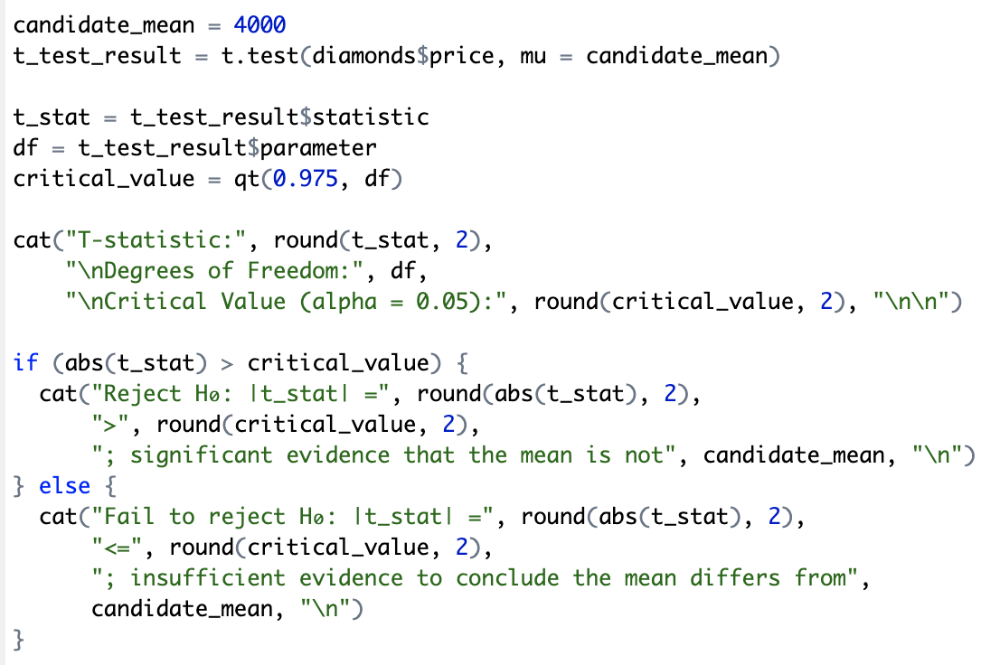 candidate_mean = 4000
t_test_result = t.test(diamonds$price, mu = candidate_mean)

t_stat = t_test_result$statistic
df = t_test_result$parameter
critical_value = qt(0.975, df)

cat("T-statistic:", round(t_stat, 2),
    "\nDegrees of Freedom:", df,
    "\nCritical Value (alpha = 0.05):", round(critical_value, 2), "\n\n")

if (abs(t_stat) > critical_value) {
  cat("Reject H₀: |t_stat| =", round(abs(t_stat), 2),
      ">", round(critical_value, 2),
      "; significant evidence that the mean is not", candidate_mean, "\n")
} else {
  cat("Fail to reject H₀: |t_stat| =", round(abs(t_stat), 2),
      "<=", round(critical_value, 2),
      "; insufficient evidence to conclude the mean differs from",
      candidate_mean, "\n")
}